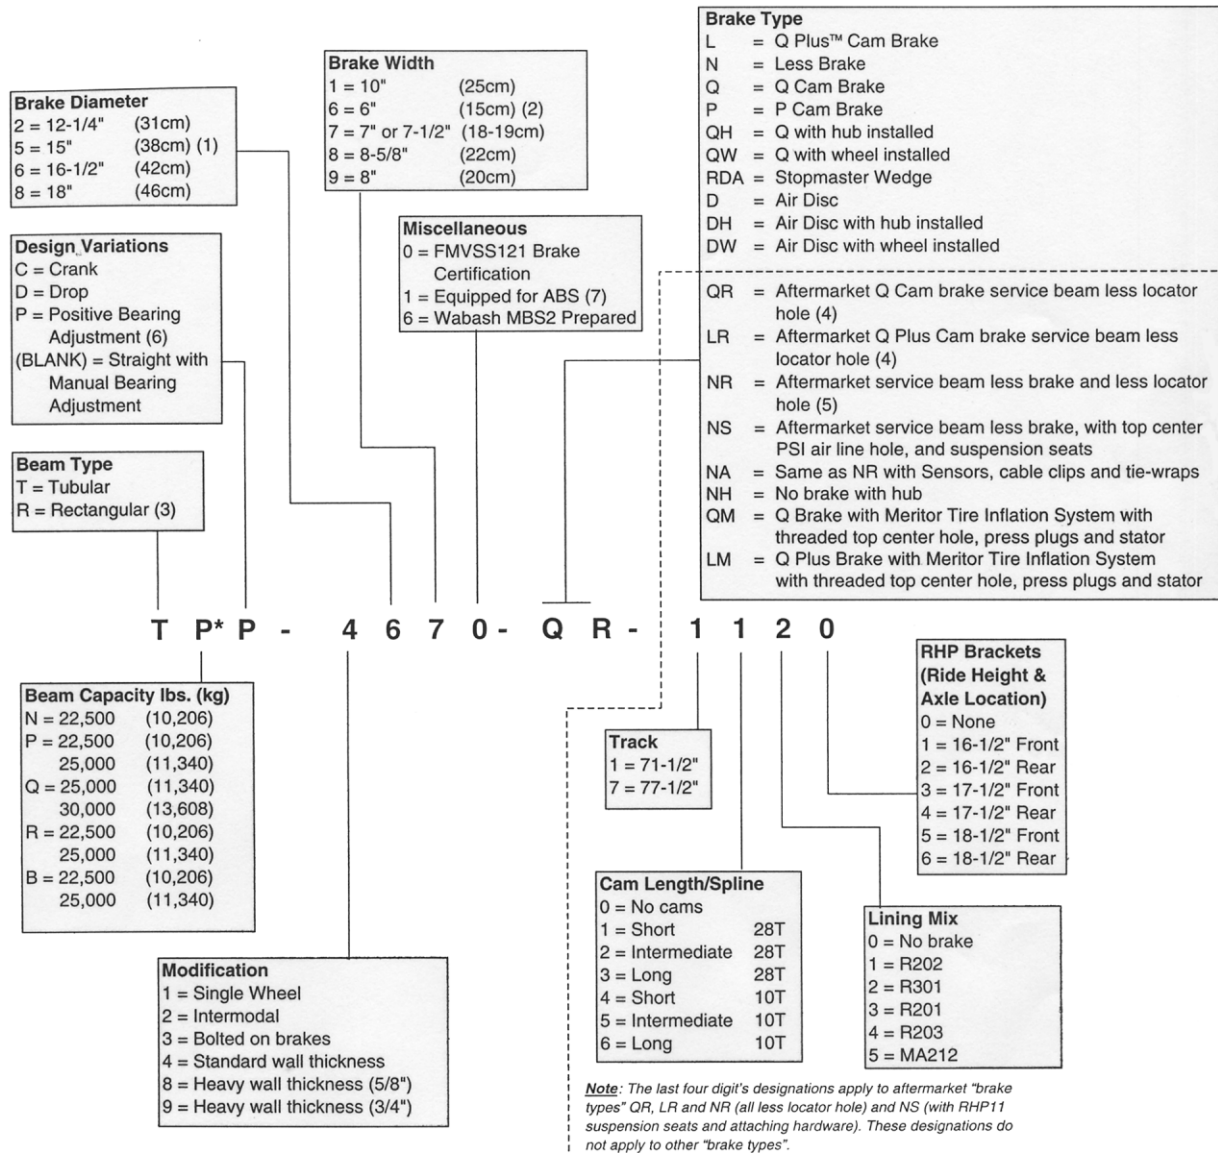 Brake Type
L = Q Plus™ Cam Brake
N = Less Brake
Q = Q Cam Brake
P = P Cam Brake
QH = Q with hub installed
QW = Q with wheel installed
RDA = Stopmaster Wedge
D = Air Disc
DH = Air Disc with hub installed
DW = Air Disc with wheel installed
QR = Aftermarket Q Cam brake service beam less locator
hole (4)
LR = Aftermarket Q Plus Cam brake service beam less
locator hole (4)
NR = Aftermarket service beam less brake and less locator
hole (5)
NS = Aftermarket service beam less brake, with top center
PSI air line hole, and suspension seats
NA = Same as NR with Sensors, cable clips and tie-wraps
NH = No brake with hub
QM = Q Brake with Meritor Tire Inflation System with
threaded top center hole, press plugs and stator
LM = Q Plus Brake with Meritor Tire Inflation System
with threaded top center hole, press plugs and stator
Brake Width
1 = 10" (25cm)
6 = 6" (15cm) (2)
7 = 7" or 7-1/2" (18-19cm)
8 = 8-5/8" (22cm)
9 = 8" (20cm)
Brake Diameter
2 = 12-1/4" (31cm)
5 = 15" (38cm) (1)
6 = 16-1/2" (42cm)
8 = 18" (46cm)
Miscellaneous
0 = FMVSS121 Brake
Certification
1 = Equipped for ABS (7)
6 = Wabash MBS2 Prepared
Design Variations
C = Crank
D = Drop
P = Positive Bearing
Adjustment (6)
(BLANK) = Straight with
Manual Bearing
Adjustment
Beam Type
T = Tubular
R = Rectangular (3)
T P* P - 4 6 7 0 - Q R - 1 1 2 0
Beam Capacity lbs. (kg)
N = 22,500 (10,206)
P = 22,500 (10,206)
25,000 (11,340)
Q = 25,000 (11,340)
30,000 (13,608)
R = 22,500 (10,206)
25,000 (11,340)
B = 22,500 (10,206)
25,000 (11,340)
RHP Brackets
(Ride Height &
Axle Location)
0 = None
1 = 16-1/2" Front
2 = 16-1/2" Rear
3 = 17-1/2" Front
4 = 17-1/2" Rear
5 = 18-1/2" Front
6 = 18-1/2" Rear
Track
1 = 71-1/2"
7 = 77-1/2"
Cam Length/Spline
0 = No cams
1 = Short 28T
2 = Intermediate 28T
3 = Long 28T
4 = Short 10T
5 = Intermediate 10T
6 = Long 10T
Lining Mix
0 = No brake
1 = R202
2 = R301
3 = R201
4 = R203
5 = MA212
Modification
1 = Single Wheel
2 = Intermodal
3 = Bolted on brakes
4 = Standard wall thickness
8 = Heavy wall thickness (5/8")
9 = Heavy wall thickness (3/4")
Note: The last four digit's designations apply to aftermarket "brake
types" QR, LR and NR (all less locator hole) and NS (with RHP11
suspension seats and attaching hardware). These designations do
not apply to other "brake types".